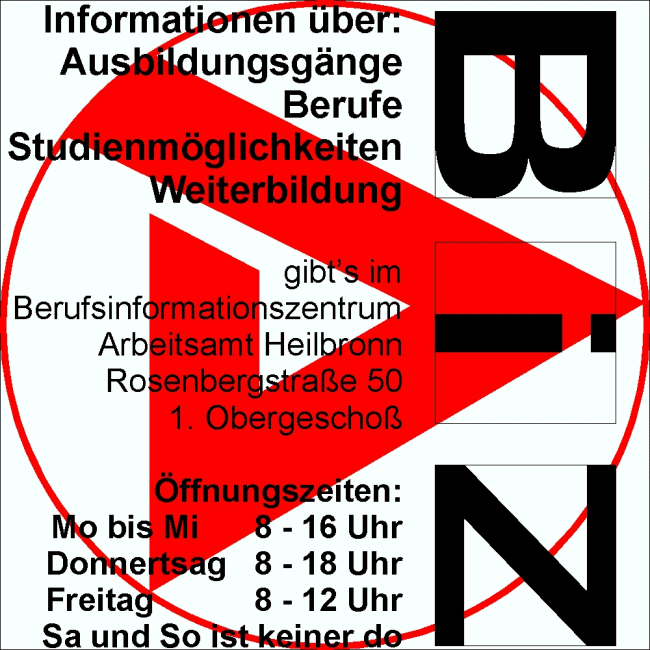 Informationen über:
Ausbildungsgänge
Berufe
Studienmöglichkeiten
Weiterbildung
gibt's im
Berufsinformationszentrum
Arbeitsamt Heilbronn
Rosenbergstraße 50
1. Obergeschoß
Öffnungszeiten:
Mo bis Mi 8 - 16 Uhr
Donnertsag 8 - 18 Uhr
Freitag 8 - 12 Uhr
Sa und So ist keiner do
BiZ